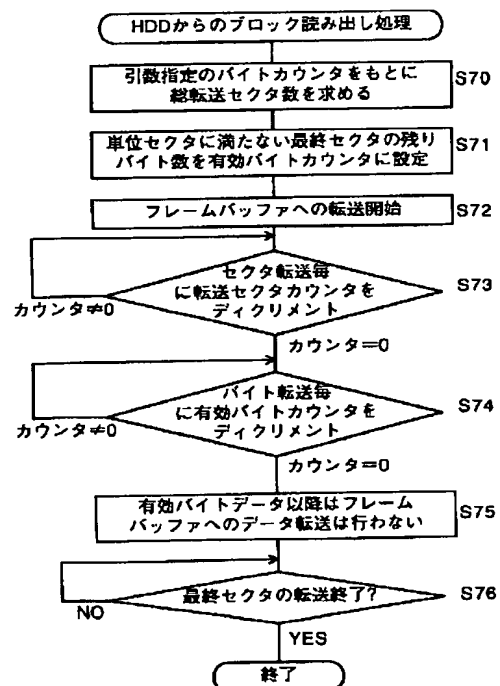 HDDからのブロック読み出し処理
引数指定のバイトカウンタをもとに
総転送セクタ数を求める
S70
単位セクタに満たない最終セクタの残り
バイト数を有効バイトカウンタに設定
S71
フレームバッファへの転送開始
S72
セクタ転送毎
に転送セクタカウンタを
ディクリメント
S73
カウンタ≠0
カウンタ=0
バイト転送毎
に有効バイトカウンタを
ディクリメント
S74
カウンタ≠0
カウンタ=0
有効バイトデータ以降はフレーム
バッファへのデータ転送は行わない
S75
最終セクタの転送終了?
S76
NO
YES
終了